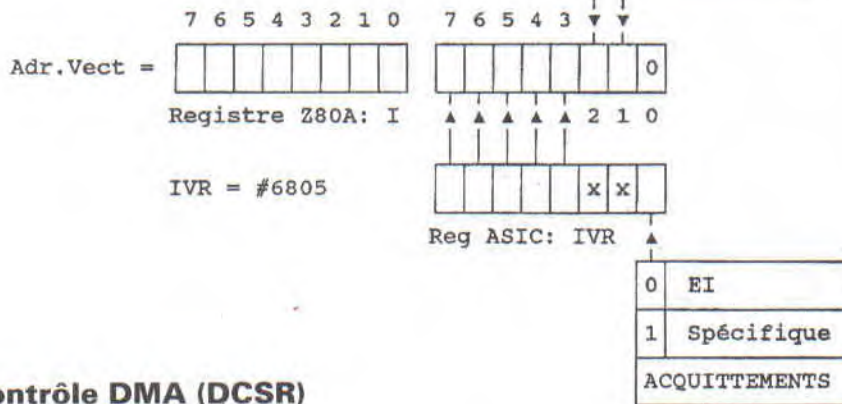 7 6 5 4 3 2 1 0 7 6 5 4 3
Adr.Vect = 0
Registre Z80A: I 2 1 0
IVR = #6805 x x
Reg ASIC: IVR
0 EI
1 Spécifique
ACQUITTEMENTS
ontrôle DMA (DCSR)